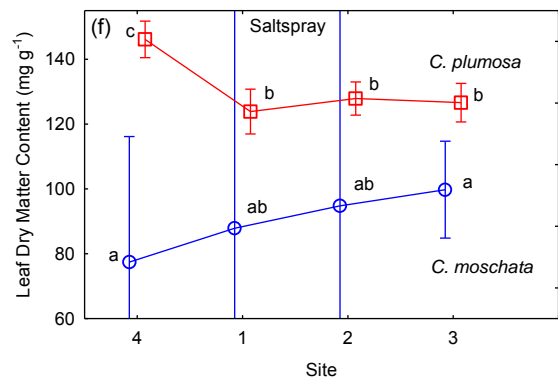 (f)
Saltspray
140
120
100
80
60
Leaf Dry Matter Content (mg g⁻¹)
c
b
b
b
C. plumosa
a
ab
ab
a
C. moschata
4
1
2
3
Site